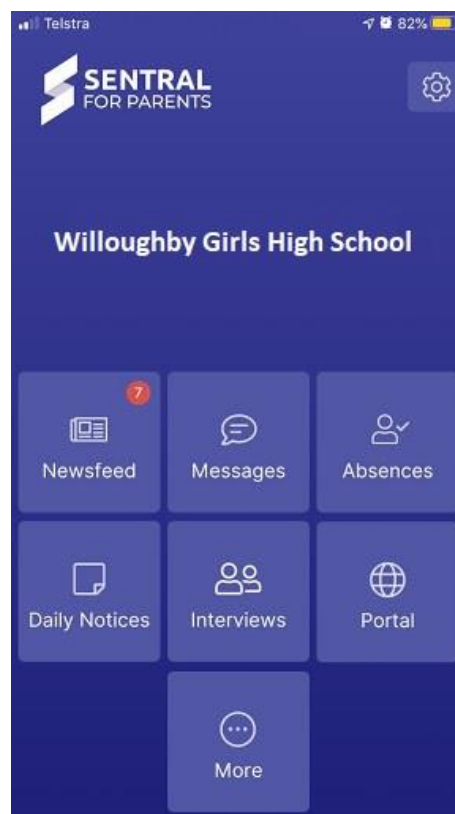 Telstra 82%
SENTRAL
FOR PARENTS
Willoughby Girls High School
7
Newsfeed Messages Absences
Daily Notices Interviews Portal
More